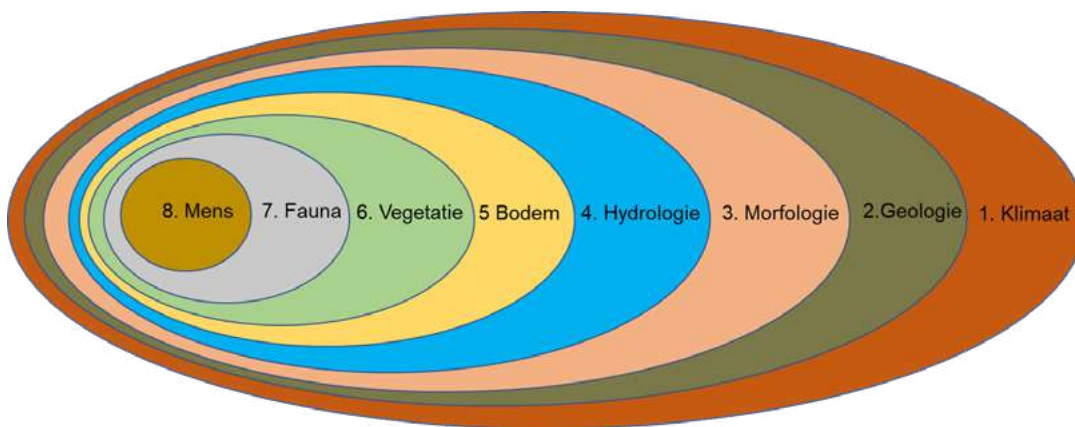 8. Mens
7. Fauna
6. Vegetatie
5 Bodem
4. Hydrologie
3. Morfologie
2.Geologie
1. Klimaat